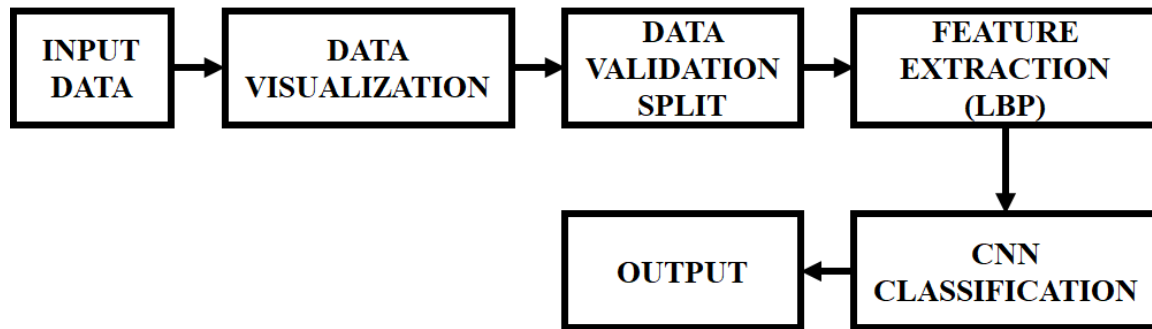 INPUT
DATA
DATA
VISUALIZATION
DATA
VALIDATION
SPLIT
FEATURE
EXTRACTION
(LBP)
CNN
CLASSIFICATION
OUTPUT